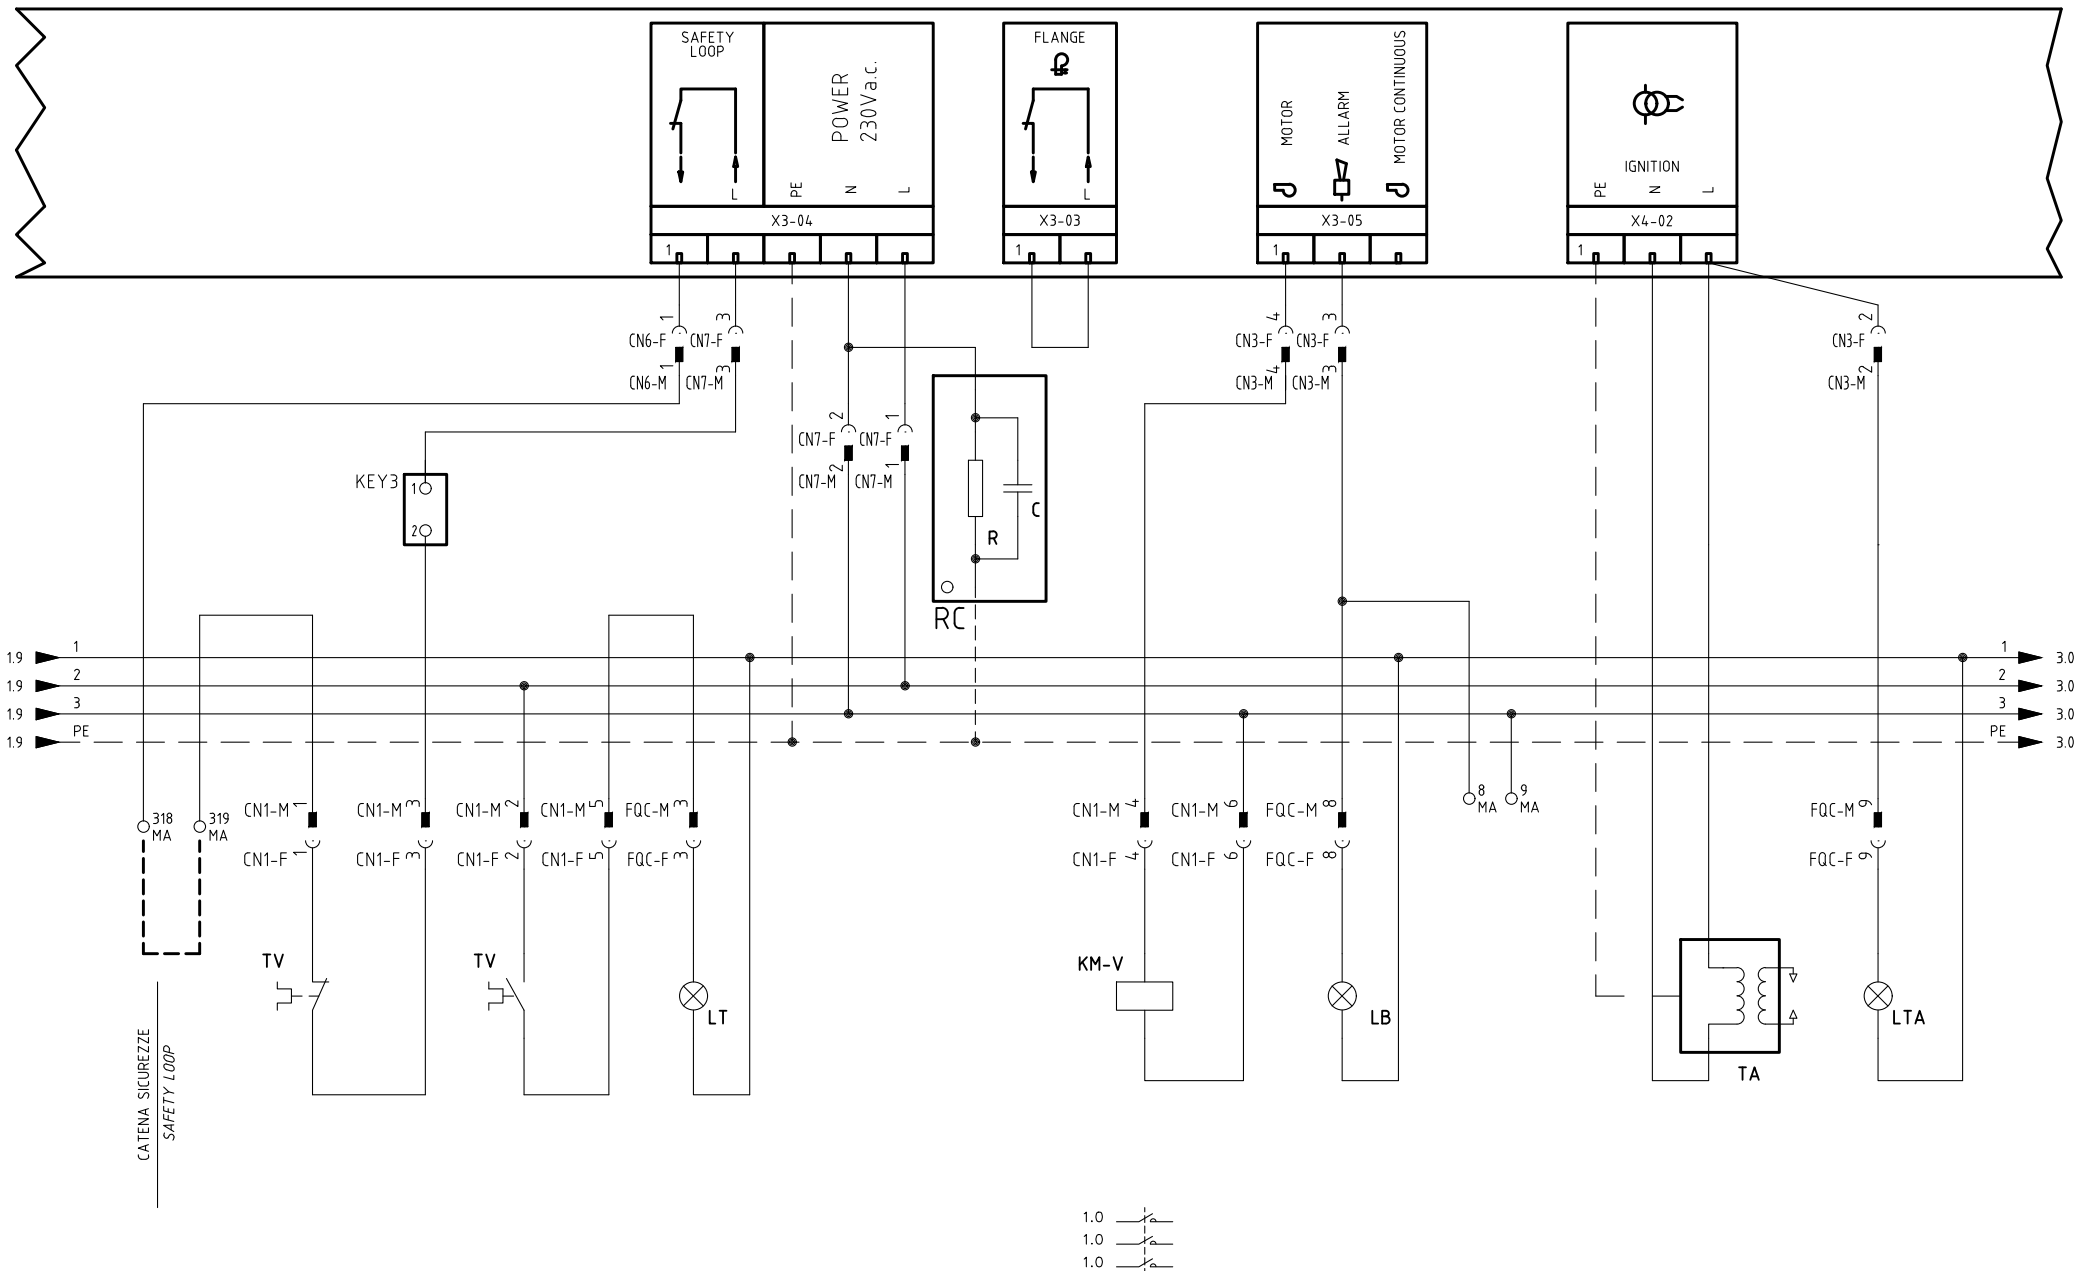 SAFETY
LOOP
L
POWER
230Va.c.
PE
N
L
X3-04
1
FLANGE
L
X3-03
1
MOTOR
ALLARM
MOTOR CONTINUOUS
X3-05
1
IGNITION
PE
N
L
X4-02
1
1
3
CN6-F
CN7-F
1
3
CN6-M
CN7-M
4
3
CN3-F
CN3-F
4
3
CN3-M
CN3-M
2
CN3-F
2
CN3-M
2
1
CN7-F
CN7-F
2
1
CN7-M
CN7-M
KEY3
1
2
C
R
RC
1.9
1
1
3.0
1.9
2
2
3.0
1.9
3
3
3.0
1.9
PE
PE
3.0
318
MA
319
MA
CN1-M
1
CN1-M
3
CN1-M
2
CN1-M
5
FQC-M
3
CN1-F
1
CN1-F
3
CN1-F
2
CN1-F
5
FQC-F
3
CN1-M
4
CN1-M
6
FQC-M
8
CN1-F
4
CN1-F
6
FQC-F
8
8
MA
9
MA
FQC-M
9
FQC-F
9
TV
TV
LT
KM-V
LB
TA
LTA
CATENA SICUREZZE
SAFETY LOOP
1.0
1.0
1.0